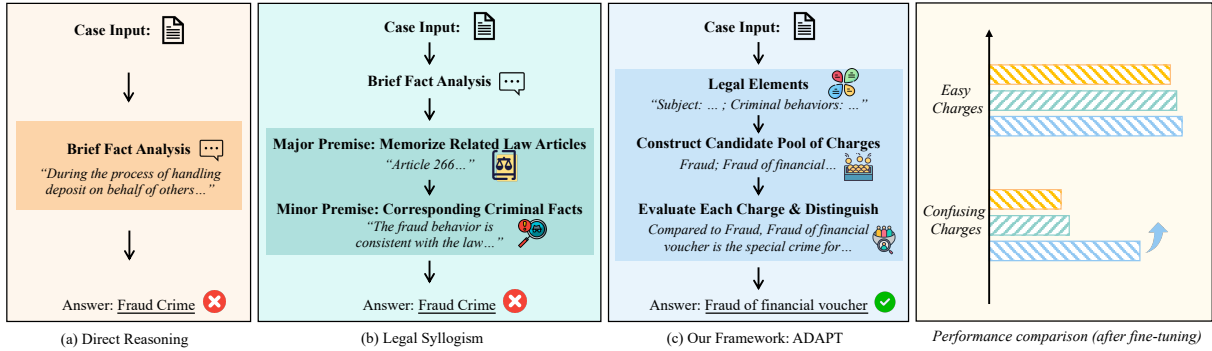 Case Input:
Brief Fact Analysis
“During the process of handling
deposit on behalf of others…”
Answer: Fraud Crime
(a) Direct Reasoning
Case Input:
Brief Fact Analysis
Major Premise: Memorize Related Law Articles
“Article 266…”
Minor Premise: Corresponding Criminal Facts
“The fraud behavior is
consistent with the law…”
Answer: Fraud Crime
(b) Legal Syllogism
Case Input:
Legal Elements
“Subject: … ; Criminal behaviors: …”
Construct Candidate Pool of Charges
Fraud; Fraud of financial…
Evaluate Each Charge & Distinguish
Compared to Fraud, Fraud of financial
voucher is the special crime for…
Answer: Fraud of financial voucher
(c) Our Framework: ADAPT
Easy
Charges
Confusing
Charges
Performance comparison (after fine-tuning)